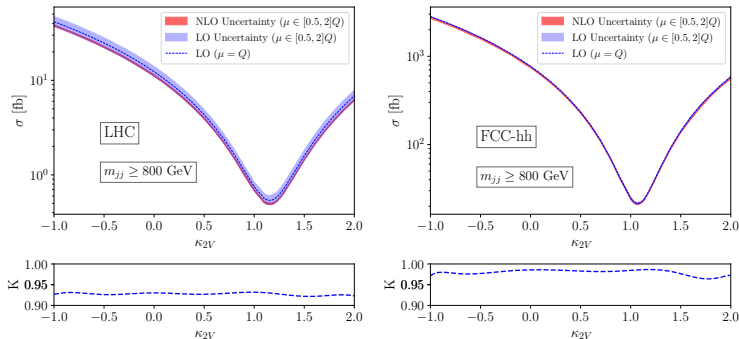 NLO Uncertainty (μ ∈ [0.5, 2]Q)
LO Uncertainty (μ ∈ [0.5, 2]Q)
LO (μ = Q)
10¹
10⁰
σ [fb]
LHC
m_jj ≥ 800 GeV
−1.0 −0.5 0.0 0.5 1.0 1.5 2.0
κ_2V
1.00
0.95
0.90
K
−1.0 −0.5 0.0 0.5 1.0 1.5 2.0
κ_2V
NLO Uncertainty (μ ∈ [0.5, 2]Q)
LO Uncertainty (μ ∈ [0.5, 2]Q)
LO (μ = Q)
10³
10²
σ [fb]
FCC-hh
m_jj ≥ 800 GeV
−1.0 −0.5 0.0 0.5 1.0 1.5 2.0
κ_2V
1.00
0.95
0.90
K
−1.0 −0.5 0.0 0.5 1.0 1.5 2.0
κ_2V